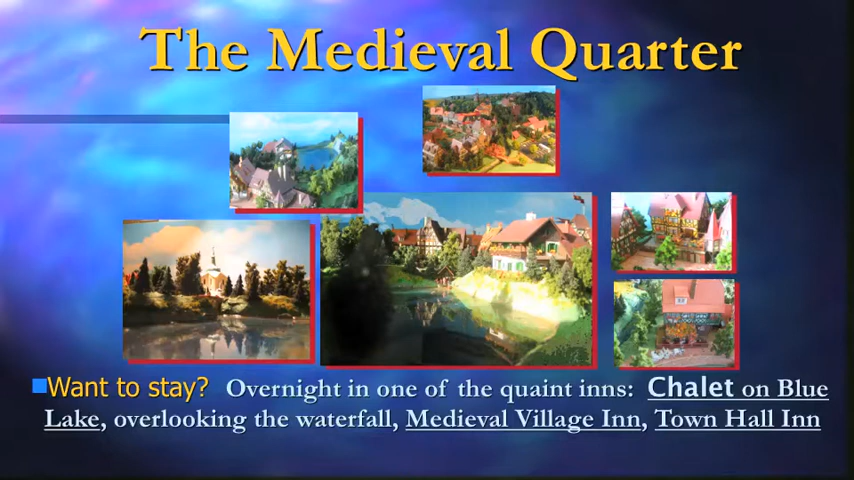 The Medieval Quarter
Want to stay? Overnight in one of the quaint inns: Chalet on Blue
Lake, overlooking the waterfall, Medieval Village Inn, Town Hall Inn